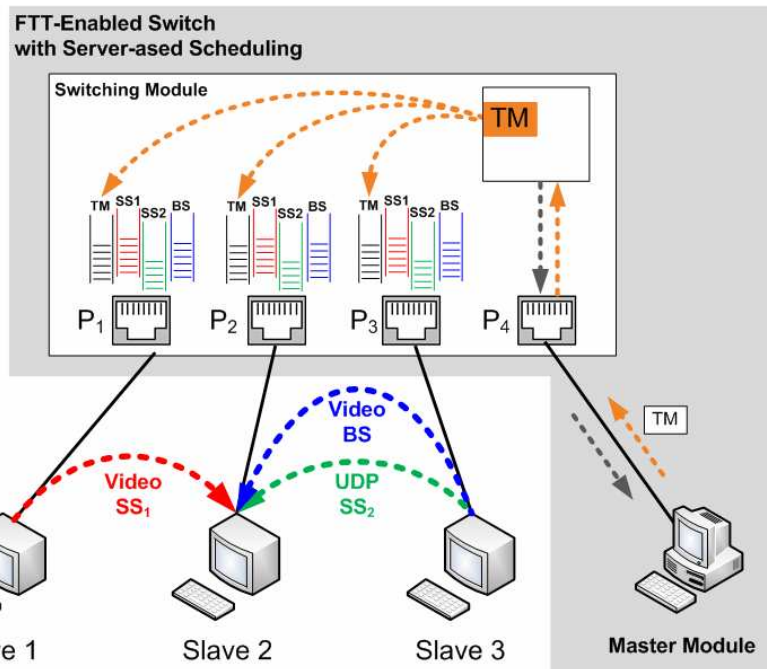 FTT-Enabled Switch
with Server-ased Scheduling
Switching Module
TM
TM SS1 SS2 BS
TM SS1 SS2 BS
TM SS1 SS2 BS
P1
P2
P3
P4
Video
BS
TM
Video
SS1
UDP
SS2
e 1
Slave 2
Slave 3
Master Module